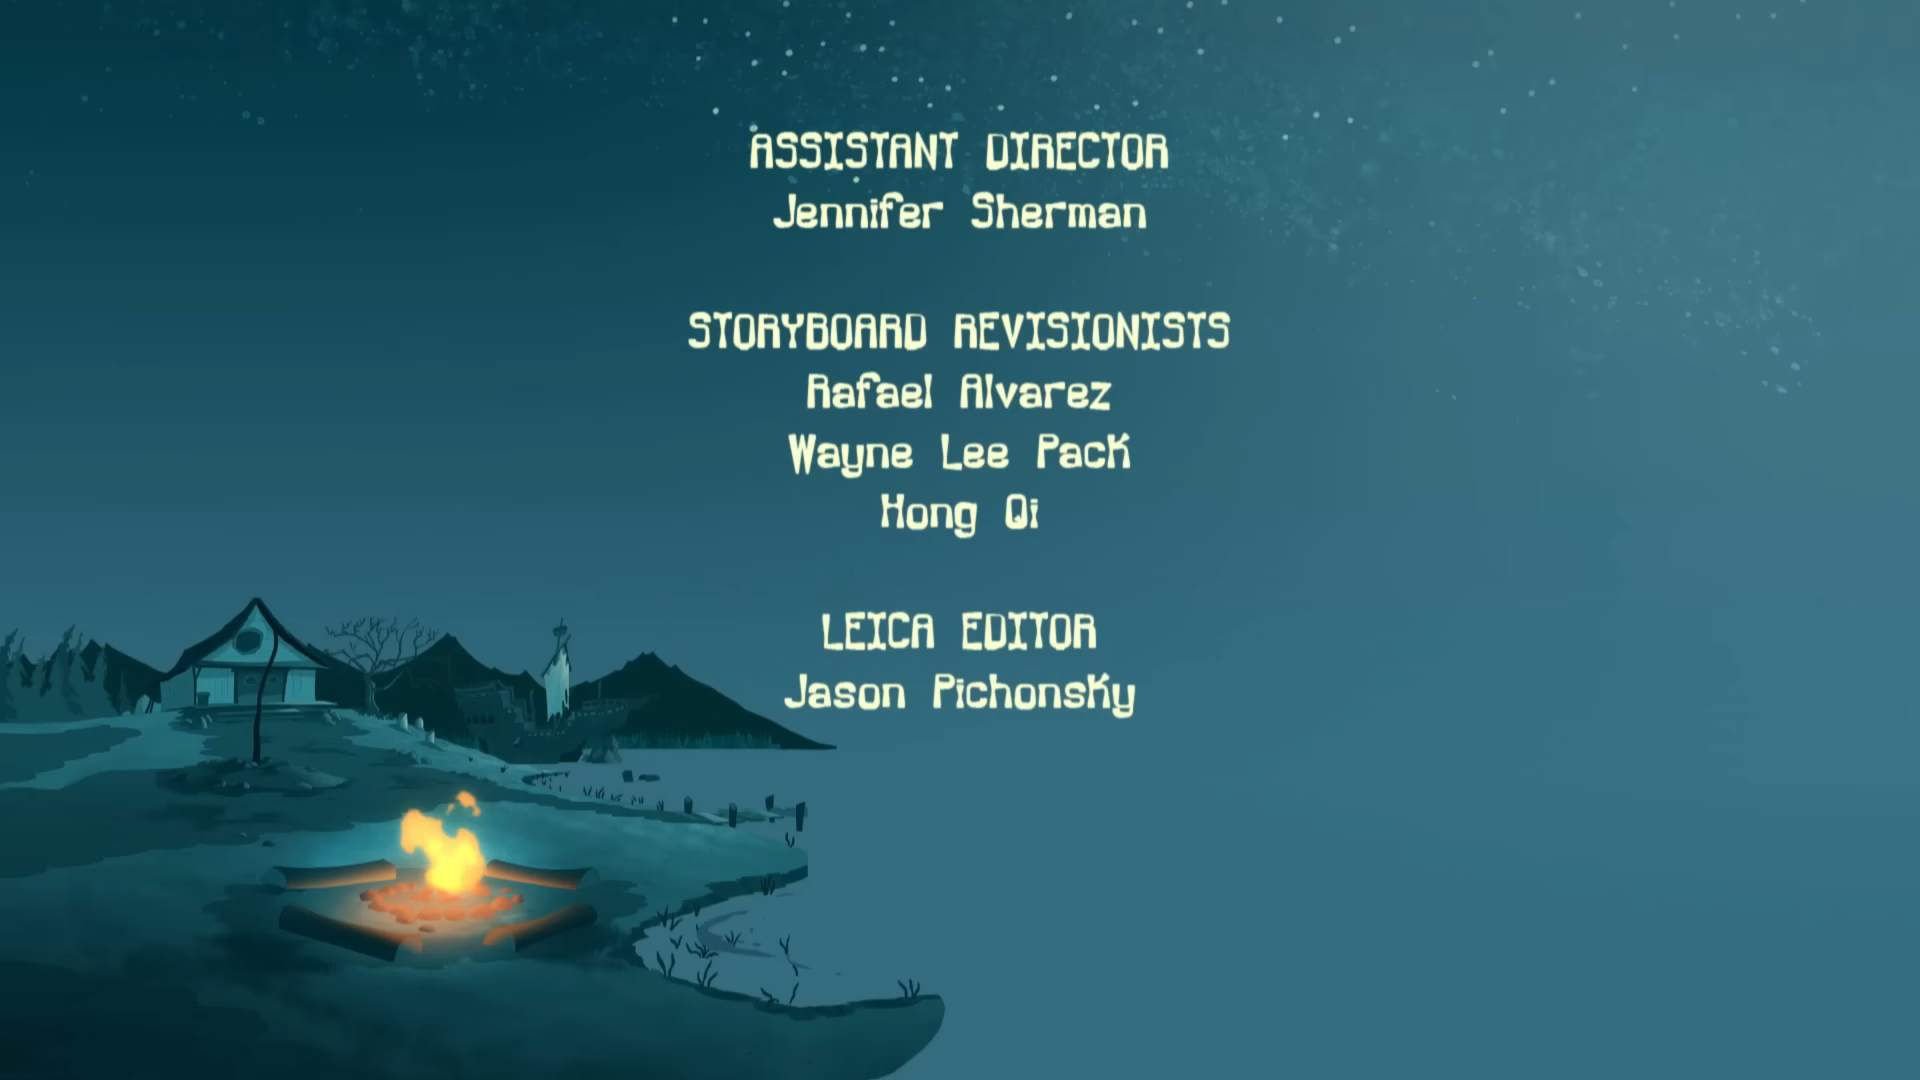 ASSISTANT DIRECTOR
Jennifer Sherman
STORYBOARD REVISIONISTS
Rafael Alvarez
Wayne Lee Pack
Hong Qi
LEICA EDITOR
Jason Pichonsky